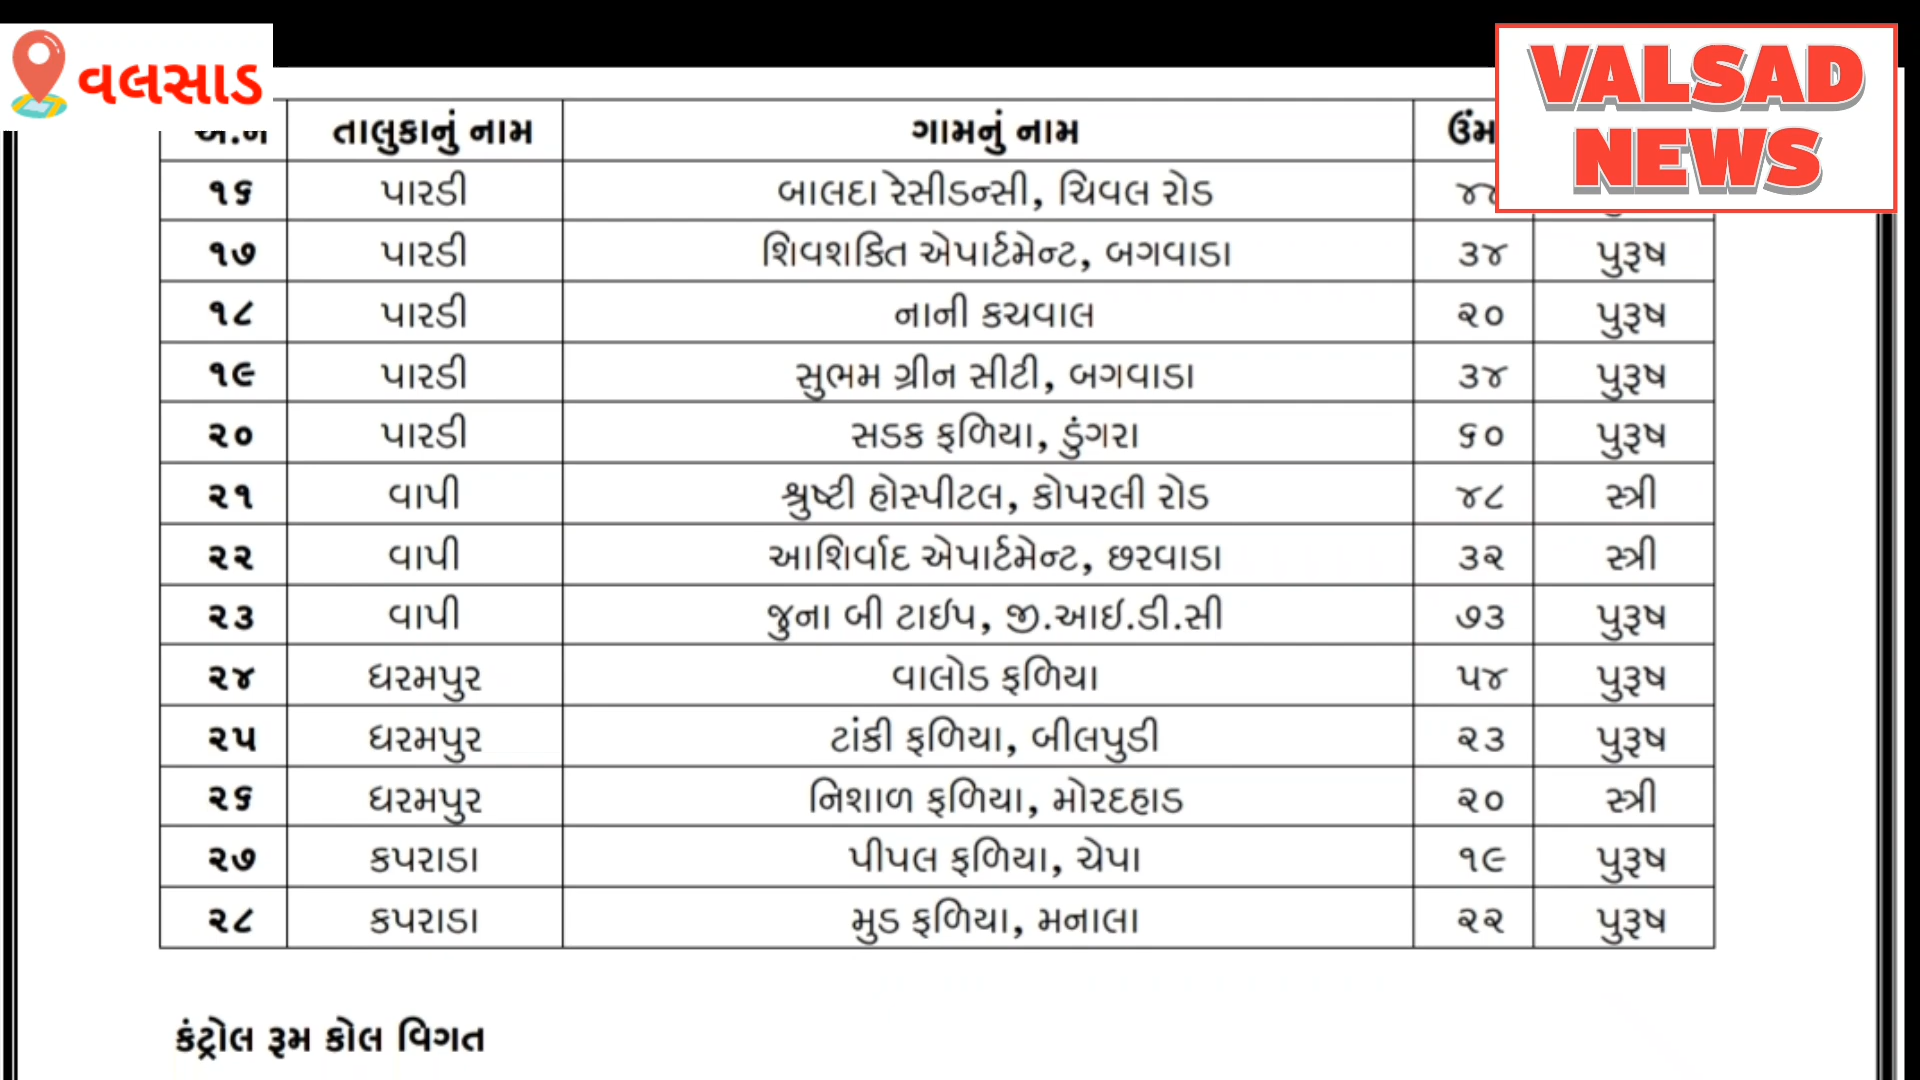 વલસાડ
VALSAD
NEWS
તાલુકાનું નામ ગામનું નામ
૧૬ પારડી બાલદા રેસીડન્સી, ચિવલ રોડ
૧૭ પારડી શિવશક્તિ એપાર્ટમેન્ટ, બગવાડા ૩૪ પુરૂષ
૧૮ પારડી નાની કચવાલ ૨૦ પુરૂષ
૧૯ પારડી સુભમ ગ્રીન સીટી, બગવાડા ૩૪ પુરૂષ
૨૦ પારડી સડક ફળિયા, ડુંગરા ૬૦ પુરૂષ
૨૧ વાપી શ્રુષ્ટી હોસ્પીટલ, કોપરલી રોડ ૪૮ સ્ત્રી
૨૨ વાપી આશિર્વાદ એપાર્ટમેન્ટ, છરવાડા ૩૨ સ્ત્રી
૨૩ વાપી જુના બી ટાઈપ, જી.આઈ.ડી.સી ૭૩ પુરૂષ
૨૪ ધરમપુર વાલોડ ફળિયા ૫૪ પુરૂષ
૨૫ ધરમપુર ટાંકી ફળિયા, બીલપુડી ૨૩ પુરૂષ
૨૬ ધરમપુર નિશાળ ફળિયા, મોરદહાડ ૨૦ સ્ત્રી
૨૭ કપરાડા પીપલ ફળિયા, ચેપા ૧૯ પુરૂષ
૨૮ કપરાડા મુડ ફળિયા, મનાલા ૨૨ પુરૂષ
કંટ્રોલ રૂમ કોલ વિગત